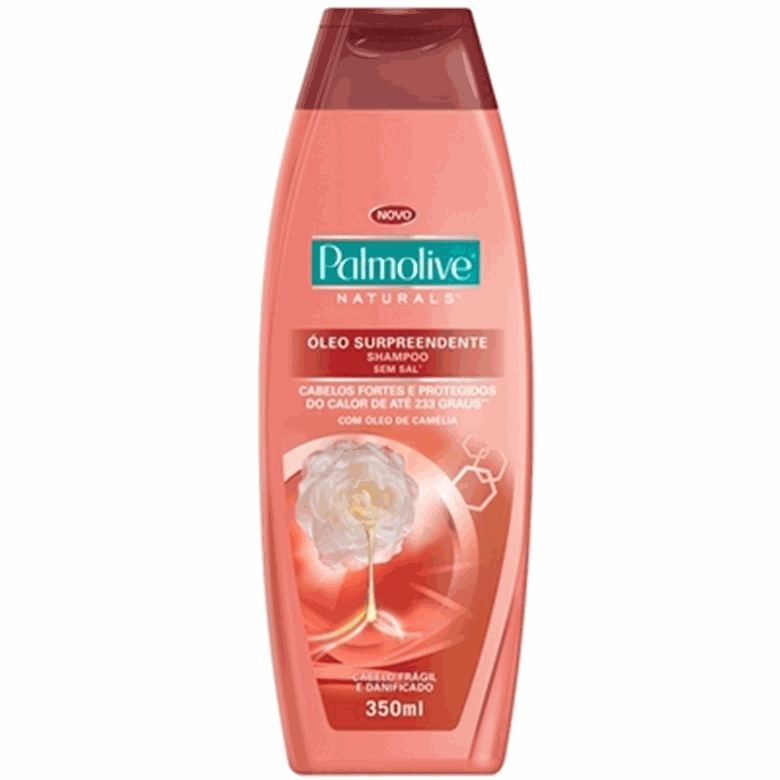 NOVO
Palmolive
NATURALS™
ÓLEO SURPREENDENTE
SHAMPOO
SEM SAL*
CABELOS FORTES E PROTEGIDOS
DO CALOR DE ATÉ 233 GRAUS**
COM ÓLEO DE CAMÉLIA
CABELO FRÁGIL
E DANIFICADO
350ml